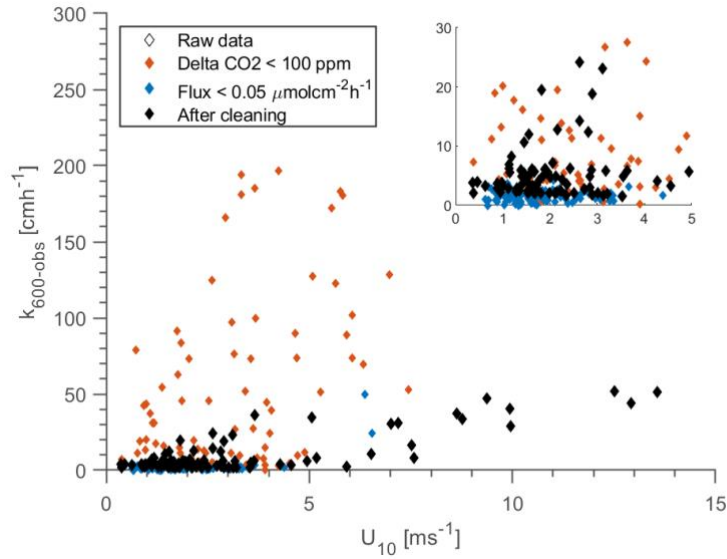 300
250
200
150
100
50
0
k600-obs [cmh-1]
0 5 10 15
U10 [ms-1]
Raw data
Delta CO2 < 100 ppm
Flux < 0.05 μmolcm-2h-1
After cleaning
30
20
10
0
0 1 2 3 4 5